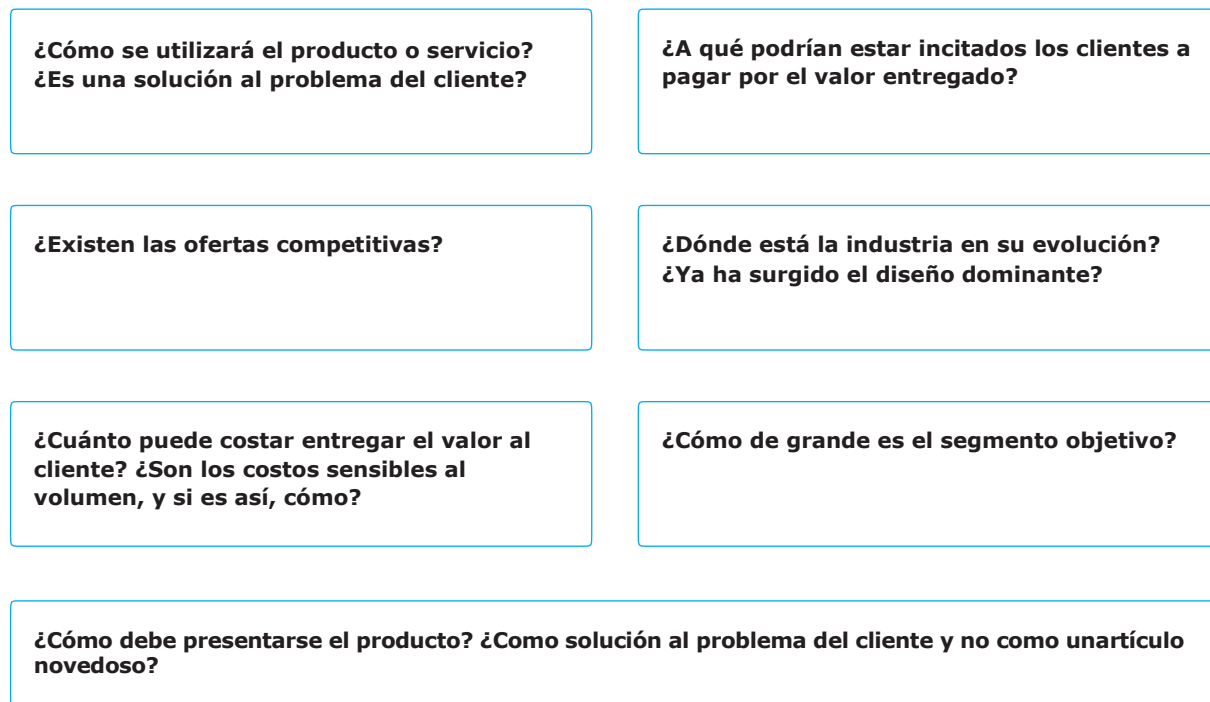 ¿Cómo se utilizará el producto o servicio?
¿Es una solución al problema del cliente?
¿A qué podrían estar incitados los clientes a
pagar por el valor entregado?
¿Existen las ofertas competitivas?
¿Dónde está la industria en su evolución?
¿Ya ha surgido el diseño dominante?
¿Cuánto puede costar entregar el valor al
cliente? ¿Son los costos sensibles al
volumen, y si es así, cómo?
¿Cómo de grande es el segmento objetivo?
¿Cómo debe presentarse el producto? ¿Como solución al problema del cliente y no como unartículo
novedoso?